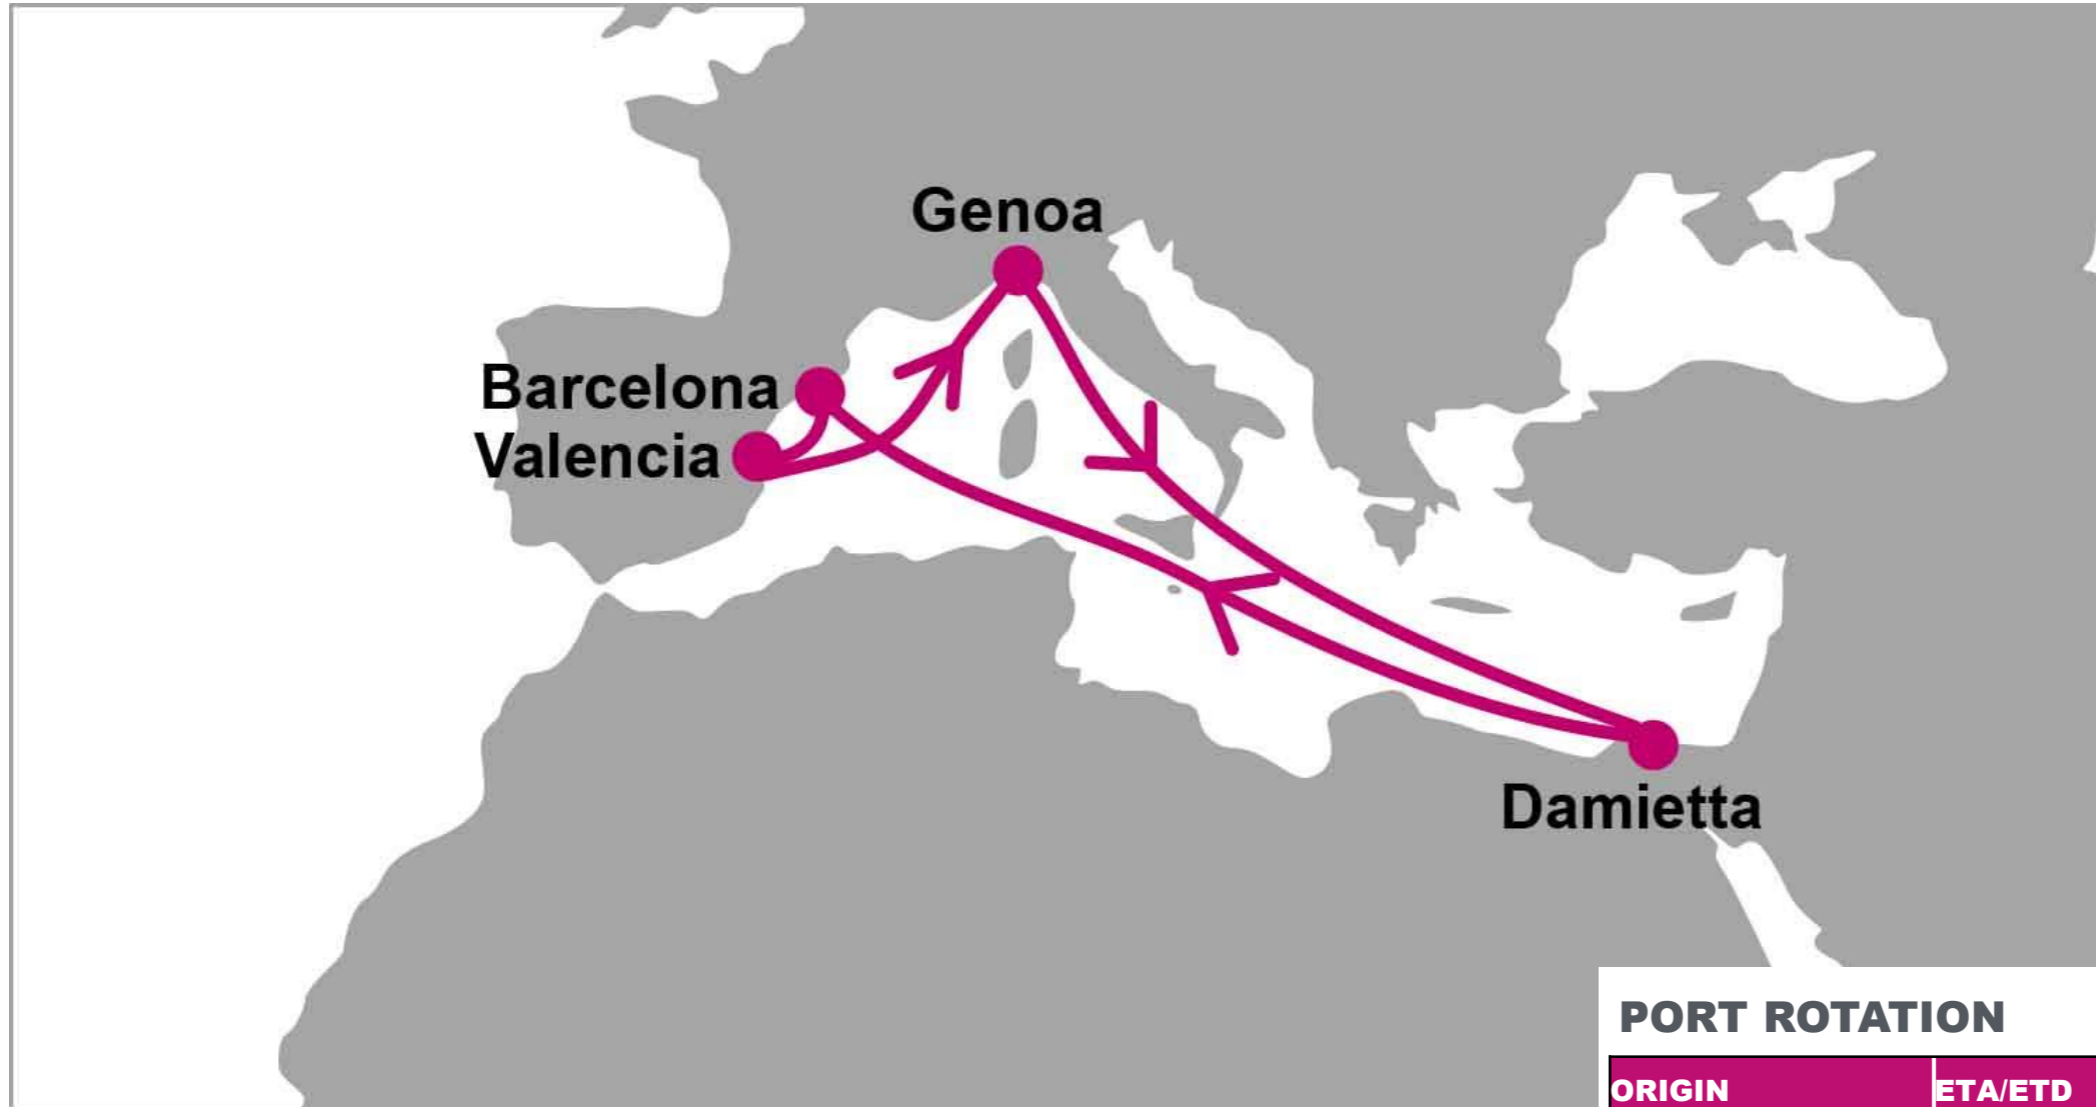 Genoa
Barcelona
Valencia
Damietta
PORT ROTATION
ORIGIN ETA/ETD